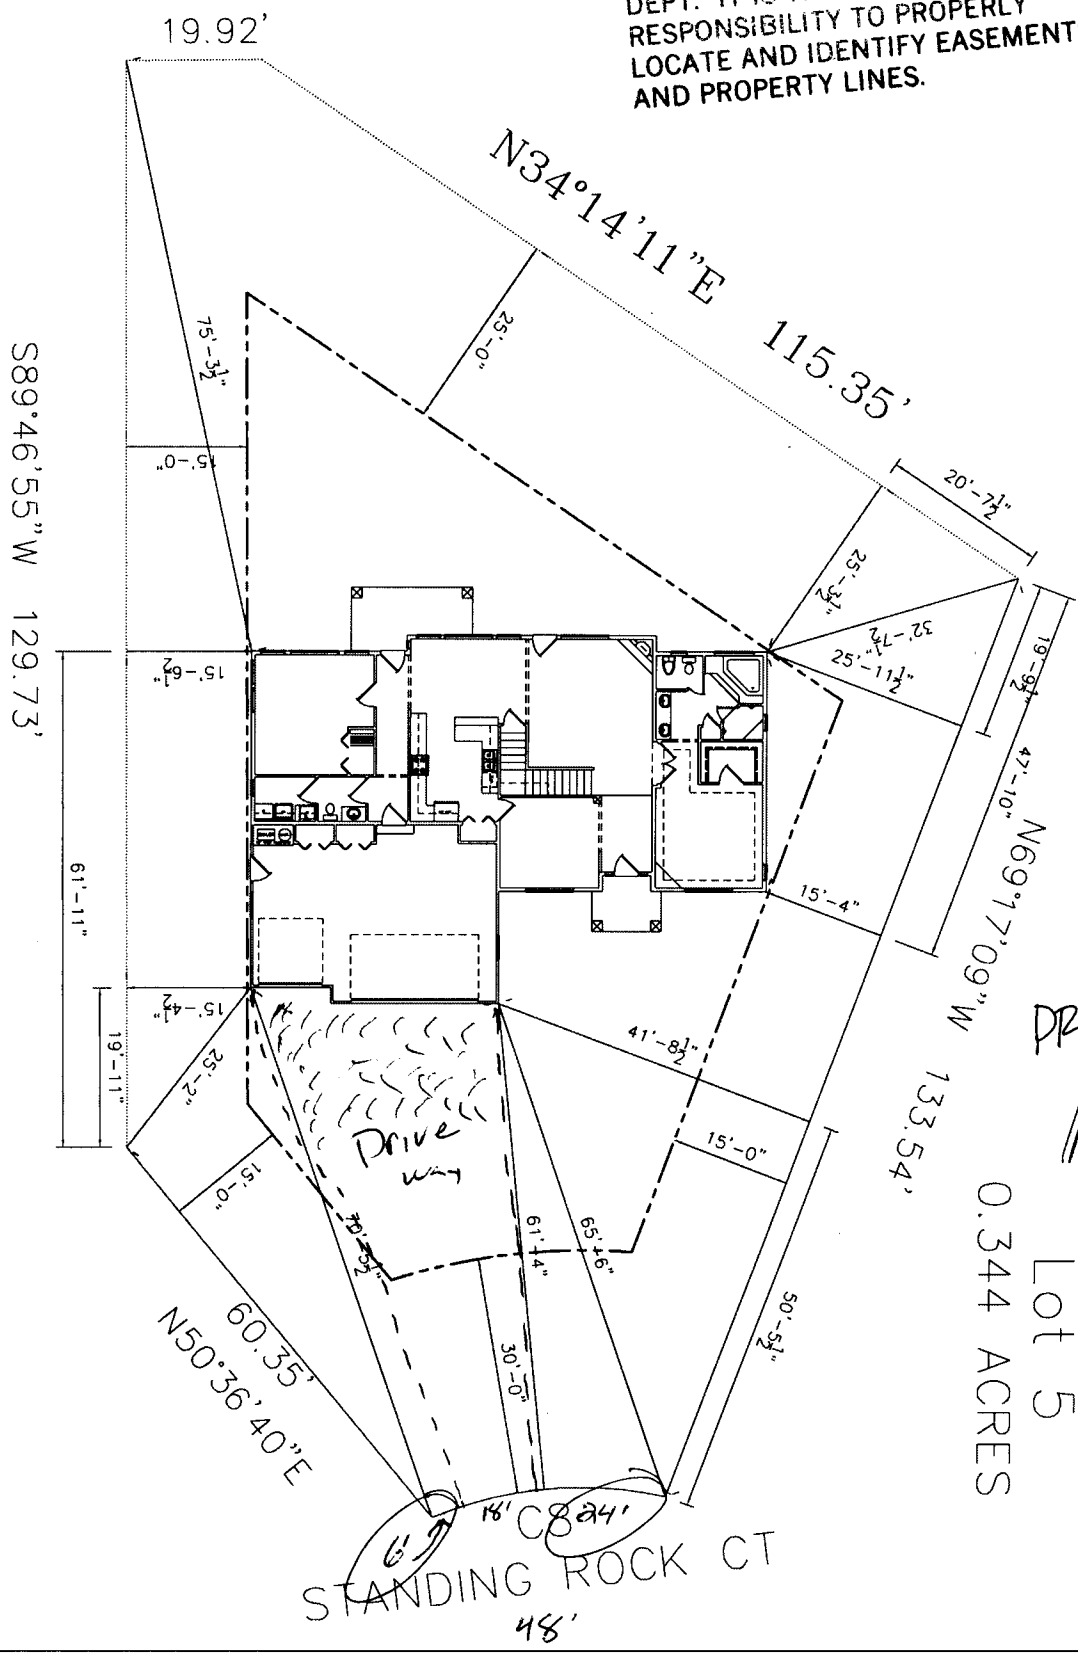 RESPONSIBILITY TO PROPERLY
LOCATE AND IDENTIFY EASEMENT
AND PROPERTY LINES.
19.92'
N34°14'11"E 115.35'
75'-3½"
25'-0"
15'-0"
20'-7½"
25'-3½"
32'-7½"
25'-11½"
19'-9½"
47'-10"
S89°46'55"W 129.73'
15'-6½"
61'-11"
N69°17'09"W 133.54'
15'-4"
15'-4½"
19'-11"
25'-2"
41'-8½"
Drive
way
15'-0"
15'-0"
Lot 5
0.344 ACRES
70'-5½"
61'-4"
65'-6"
50'-5½"
30'-0"
60.35'
N50°36'40"E
6'
18'
C8
24'
STANDING ROCK CT
48'